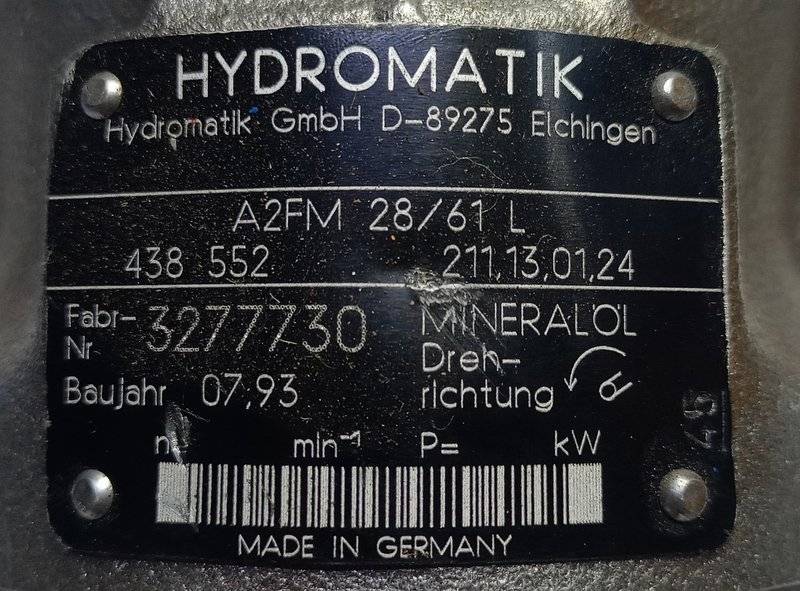 HYDROMATIK
Hydromatik GmbH D-89275 Elchingen
A2FM 28/61 L
438 552 211,13,01,24
Fabr-Nr 3277730 MINERALÖL
Baujahr 07,93 Dreh-richtung
n= min⁻¹ P= kW
45
MADE IN GERMANY